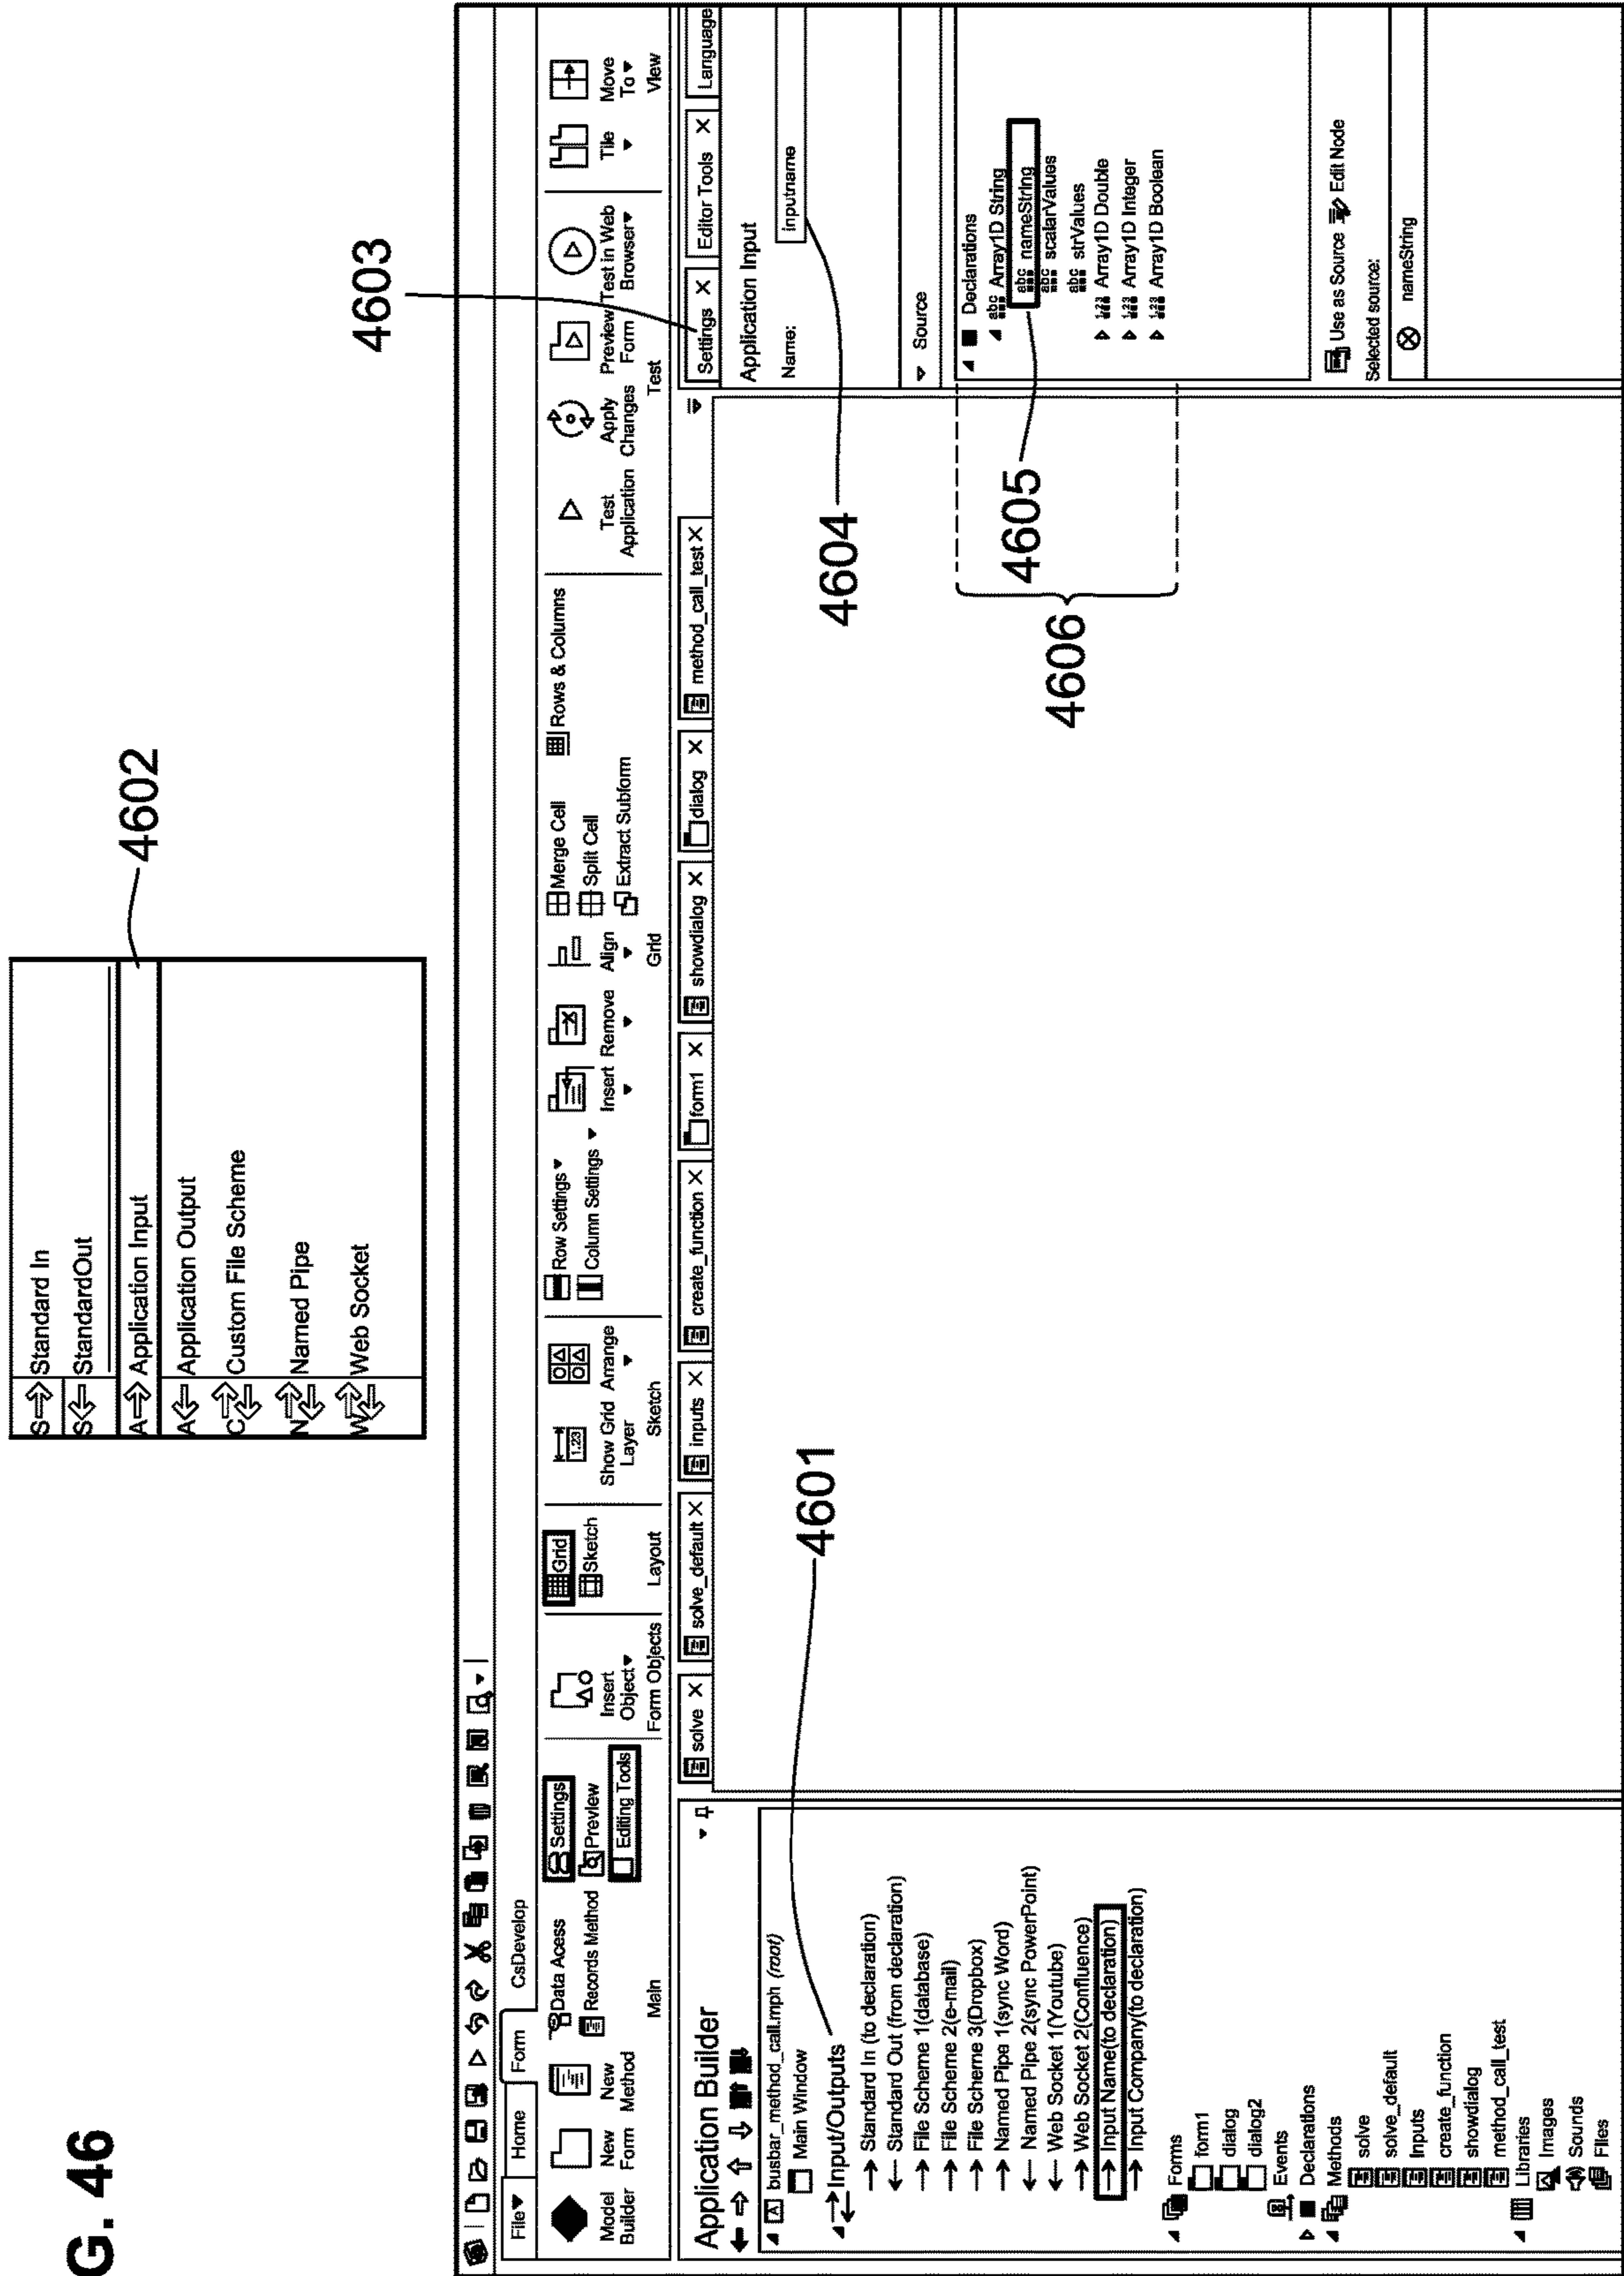 G. 46
Standard In
StandardOut
Application Input
Application Output
Custom File Scheme
Named Pipe
Web Socket
4602
4603
File
Home
Form
CsDevelop
Model Builder
New Form
New Method
Data Acess
Records Method
Settings
Preview
Editing Tools
Main
Insert Object
Form Objects
Grid
Sketch
Layout
Show Grid Layer
1.23
Arrange
Sketch
Row Settings
Column Settings
Insert
Remove
Align
Merge Cell
Split Cell
Extract Subform
Rows & Columns
Grid
Test Application
Apply Changes
Preview Form
Test in Web Browser
Test
Tile
Move To
View
Application Builder
solve
solve_default
inputs
create_function
form1
showdialog
dialog
method_call_test
Settings
Editor Tools
Language
busbar_method_call.mph (root)
Main Window
Input/Outputs
4601
Standard In (to declaration)
Standard Out (from declaration)
File Scheme 1(database)
File Scheme 2(e-mail)
File Scheme 3(Dropbox)
Named Pipe 1(sync Word)
Named Pipe 2(sync PowerPoint)
Web Socket 1(Youtube)
Web Socket 2(Confluence)
Input Name(to declaration)
Input Company(to declaration)
Forms
form1
dialog
dialog2
Events
Declarations
Methods
solve
solve_default
Inputs
create_function
showdialog
method_call_test
Libraries
Images
Sounds
Files
Application Input
Name:
inputname
4604
Source
Declarations
abc Array1D String
abc nameString
abc scalarValues
abc strValues
1.23 Array1D Double
123 Array1D Integer
123 Array1D Boolean
4605
4606
Use as Source
Edit Node
Selected source:
nameString